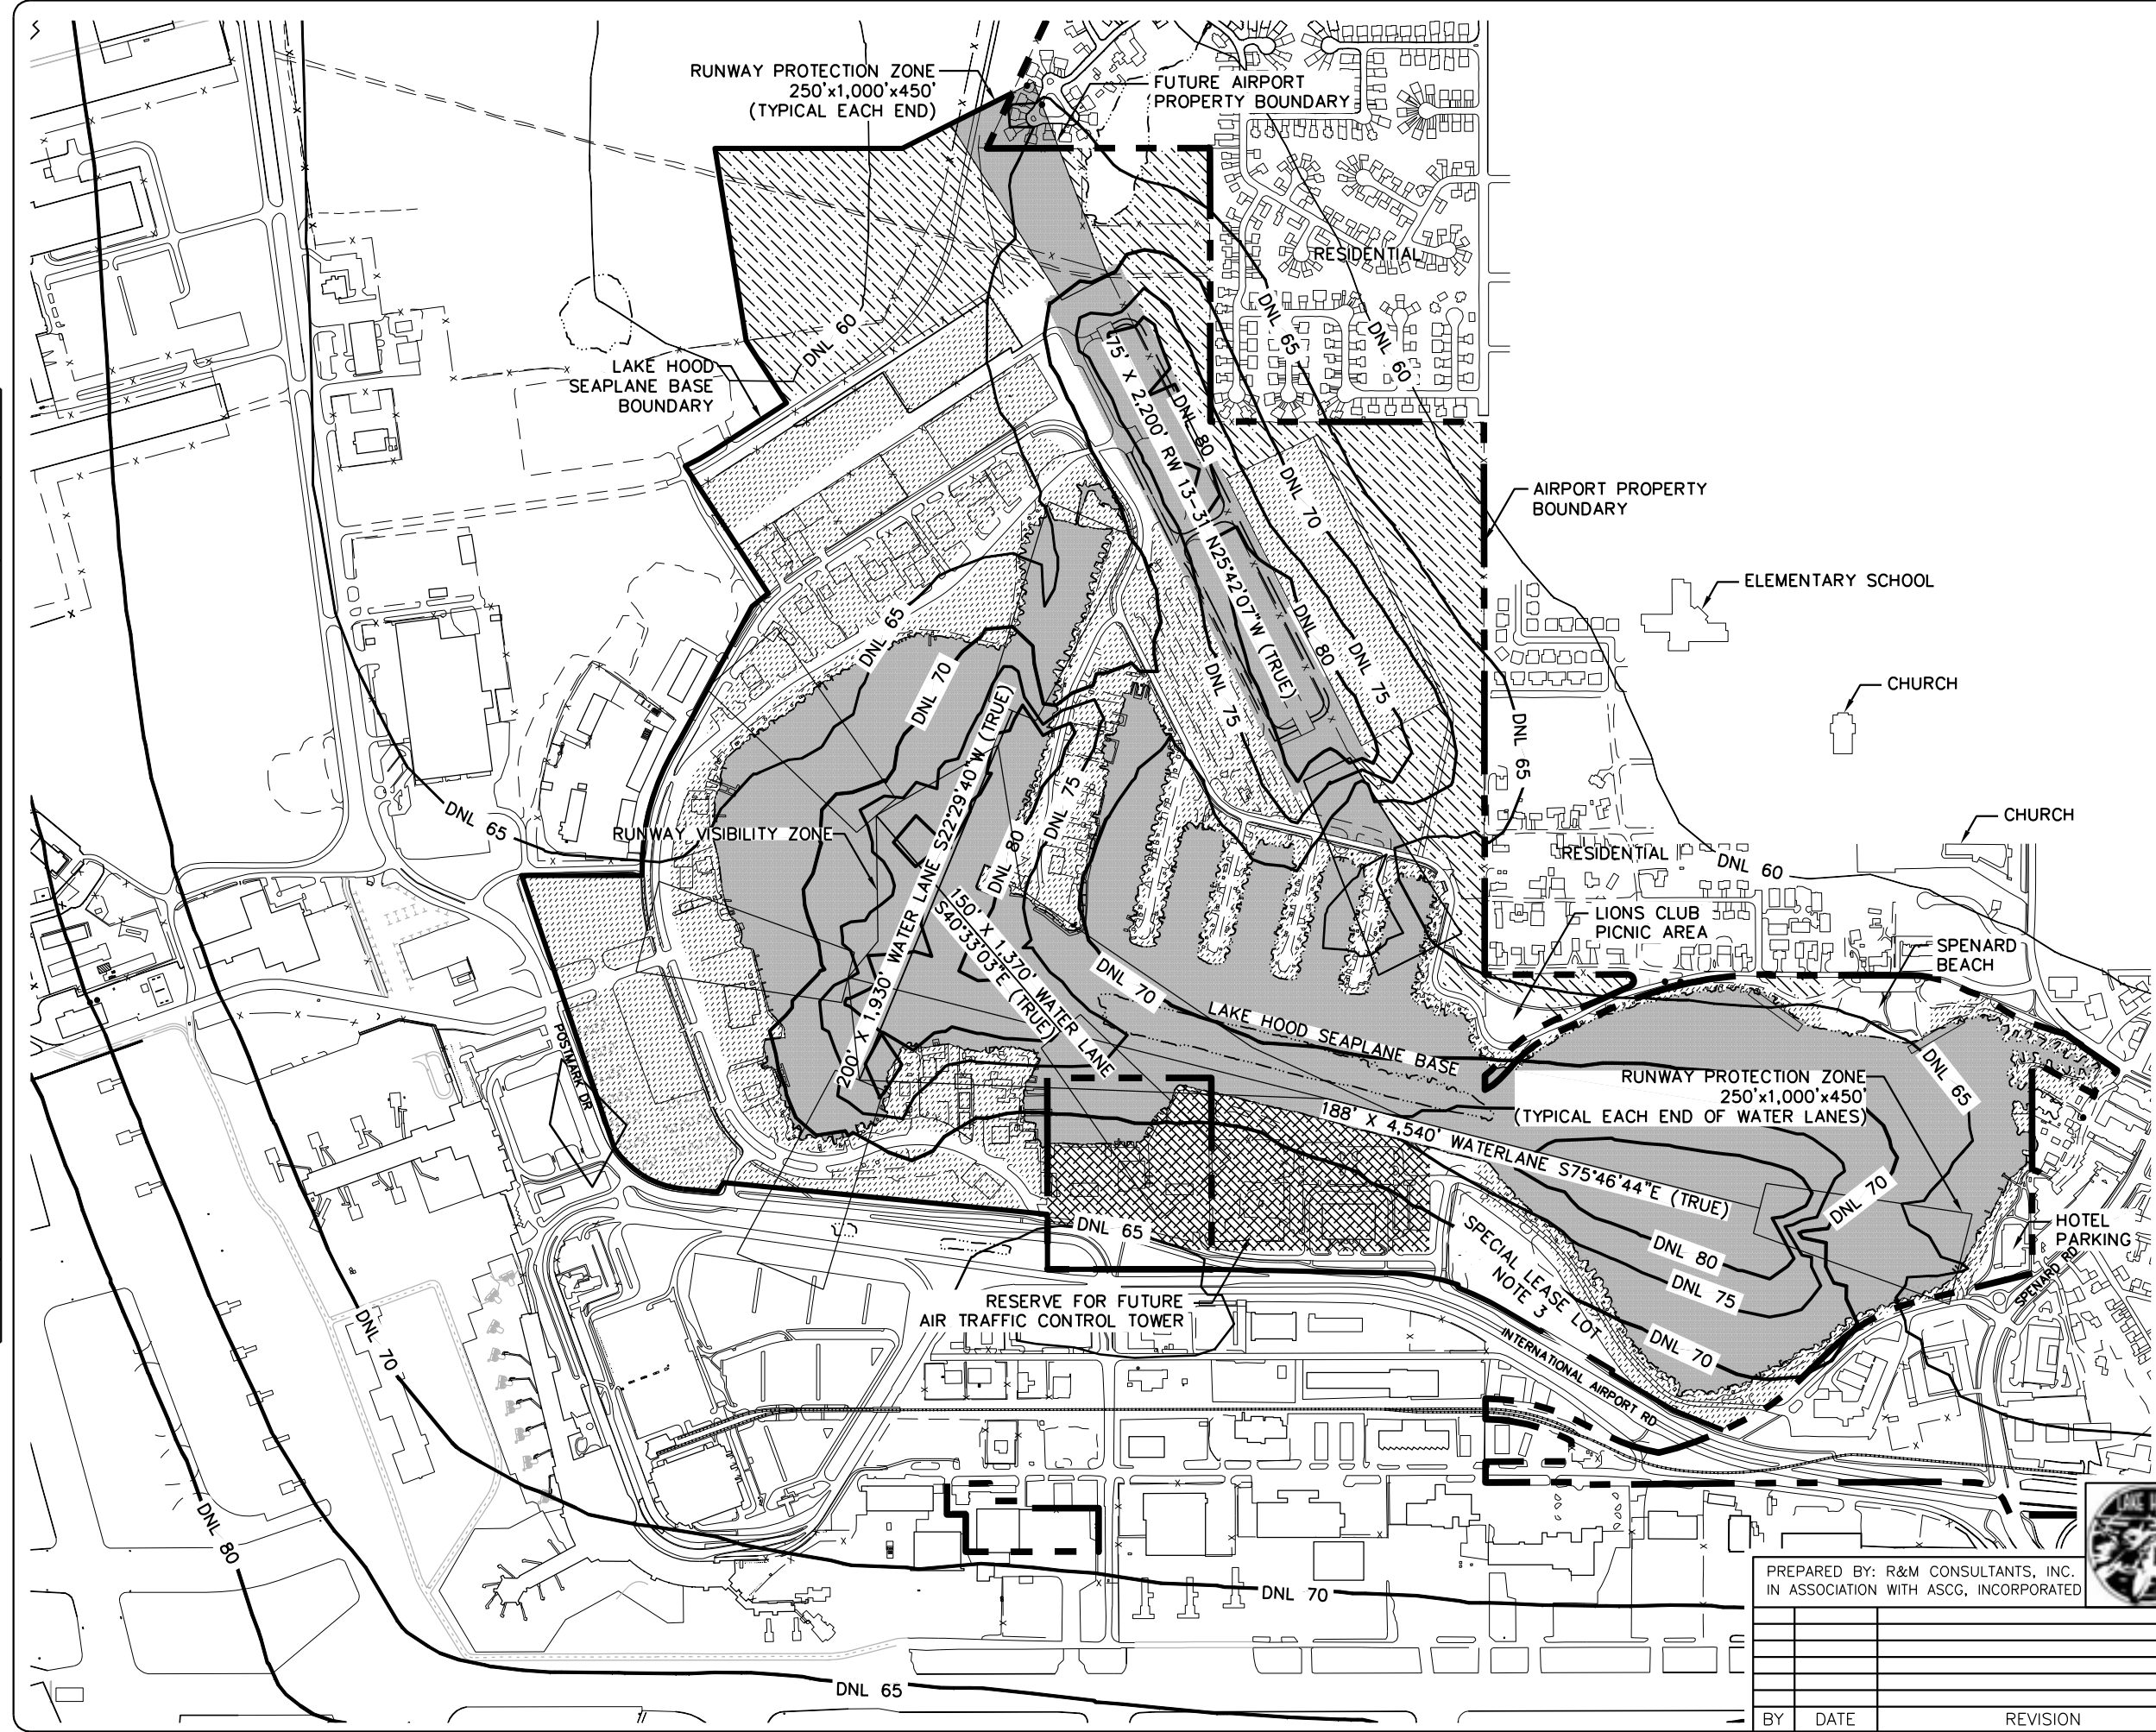 RUNWAY PROTECTION ZONE
250'x1,000'x450'
(TYPICAL EACH END)
FUTURE AIRPORT
PROPERTY BOUNDARY
RESIDENTIAL
DNL 60
DNL 65
DNL 60
LAKE HOOD
SEAPLANE BASE
BOUNDARY
75' X 2,200' RW 13-31 N25°42'07"W (TRUE)
DNL 80
DNL 70
AIRPORT PROPERTY
BOUNDARY
ELEMENTARY SCHOOL
DNL 65
DNL 70
DNL 80
DNL 75
DNL 75
CHURCH
DNL 65
CHURCH
DNL 65
RUNWAY VISIBILITY ZONE
200' X 1,930' WATER LANE S22°29'40"W (TRUE)
DNL 75
DNL 80
150' X 1,370' WATER LANE
S40°33'03"E (TRUE)
RESIDENTIAL
DNL 60
LIONS CLUB
PICNIC AREA
SPENARD
BEACH
DNL 70
LAKE HOOD SEAPLANE BASE
POSTMARK DR
RUNWAY PROTECTION ZONE
250'x1,000'x450'
(TYPICAL EACH END OF WATER LANES)
DNL 65
188' X 4,540' WATERLANE S75°46'44"E (TRUE)
DNL 70
DNL 65
HOTEL
PARKING
SPENARD RD
DNL 80
DNL 75
SPECIAL LEASE LOT
NOTE 3
RESERVE FOR FUTURE
AIR TRAFFIC CONTROL TOWER
DNL 70
INTERNATIONAL AIRPORT RD
DNL 70
DNL 80
DNL 70
DNL 65
PREPARED BY: R&M CONSULTANTS, INC.
IN ASSOCIATION WITH ASCG, INCORPORATED
BY DATE REVISION